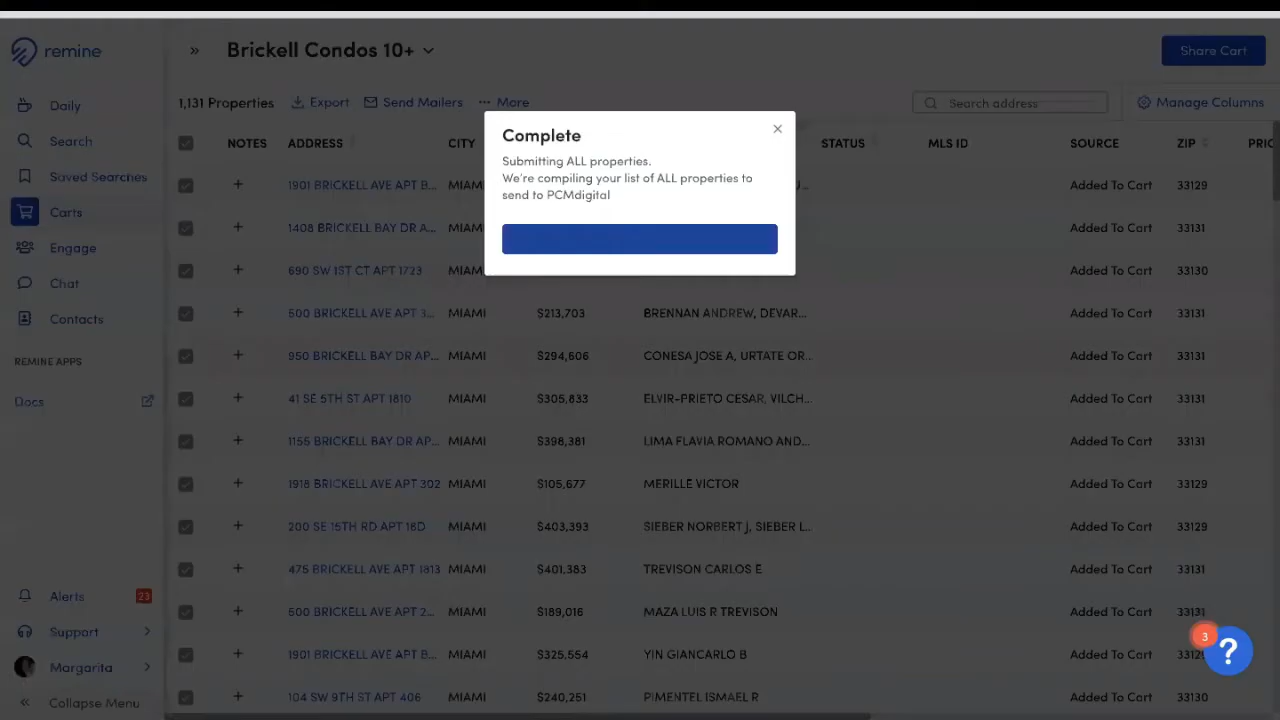 remine
» Brickell Condos 10+
Share Cart
Daily
Search
Saved Searches
Carts
Engage
Chat
Contacts
REMINE APPS
Docs
Alerts 23
Support
Margarita
Collapse Menu
1,131 Properties Export Send Mailers ... More
Search address
Manage Columns
Complete
Submitting ALL properties.
We're compiling your list of ALL properties to
send to PCMdigital
NOTES ADDRESS CITY STATUS MLS ID SOURCE ZIP PRIC
+ 1901 BRICKELL AVE APT B... MIAM Added To Cart 33129
+ 1408 BRICKELL BAY DR A... MIAM Added To Cart 33131
+ 690 SW 1ST CT APT 1723 MIAM Added To Cart 33130
+ 500 BRICKELL AVE APT 3... MIAMI $213,703 BRENNAN ANDREW, DEVAR... Added To Cart 33131
+ 950 BRICKELL BAY DR AP... MIAMI $294,606 CONESA JOSE A, URTATE OR... Added To Cart 33131
+ 41 SE 5TH ST APT 1810 MIAMI $305,833 ELVIR-PRIETO CESAR, VILCH... Added To Cart 33131
+ 1155 BRICKELL BAY DR AP... MIAMI $398,381 LIMA FLAVIA ROMANO AND... Added To Cart 33131
+ 1918 BRICKELL AVE APT 302 MIAMI $105,677 MERILLE VICTOR Added To Cart 33129
+ 200 SE 15TH RD APT 18D MIAMI $403,393 SIEBER NORBERT J, SIEBER L... Added To Cart 33129
+ 475 BRICKELL AVE APT 1813 MIAMI $401,383 TREVISON CARLOS E Added To Cart 33131
+ 500 BRICKELL AVE APT 2... MIAMI $189,016 MAZA LUIS R TREVISON Added To Cart 33131
+ 1901 BRICKELL AVE APT B... MIAMI $325,554 YIN GIANCARLO B Added To Cart 33129
+ 104 SW 9TH ST APT 406 MIAMI $240,251 PIMENTEL ISMAEL R Added To Cart 33130
3
?